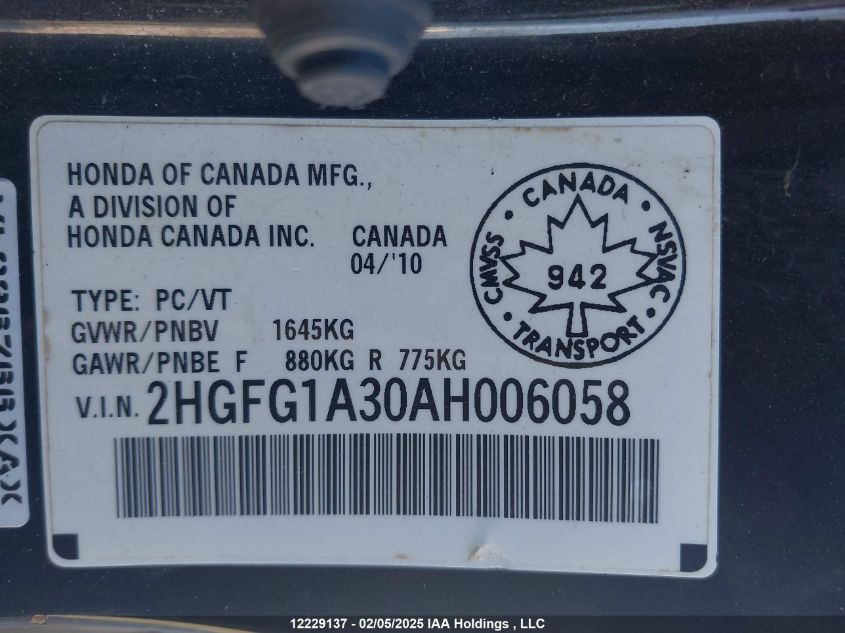 HONDA OF CANADA MFG.,
A DIVISION OF
HONDA CANADA INC. CANADA
04/'10
TYPE: PC/VT
GVWR/PNBV 1645KG
GAWR/PNBE F 880KG R 775KG
V.I.N. 2HGFG1A30AH006058
• CANADA •
CMVSS
942
NSVAC
• TRANSPORT •
12229137 - 02/05/2025 IAA Holdings , LLC